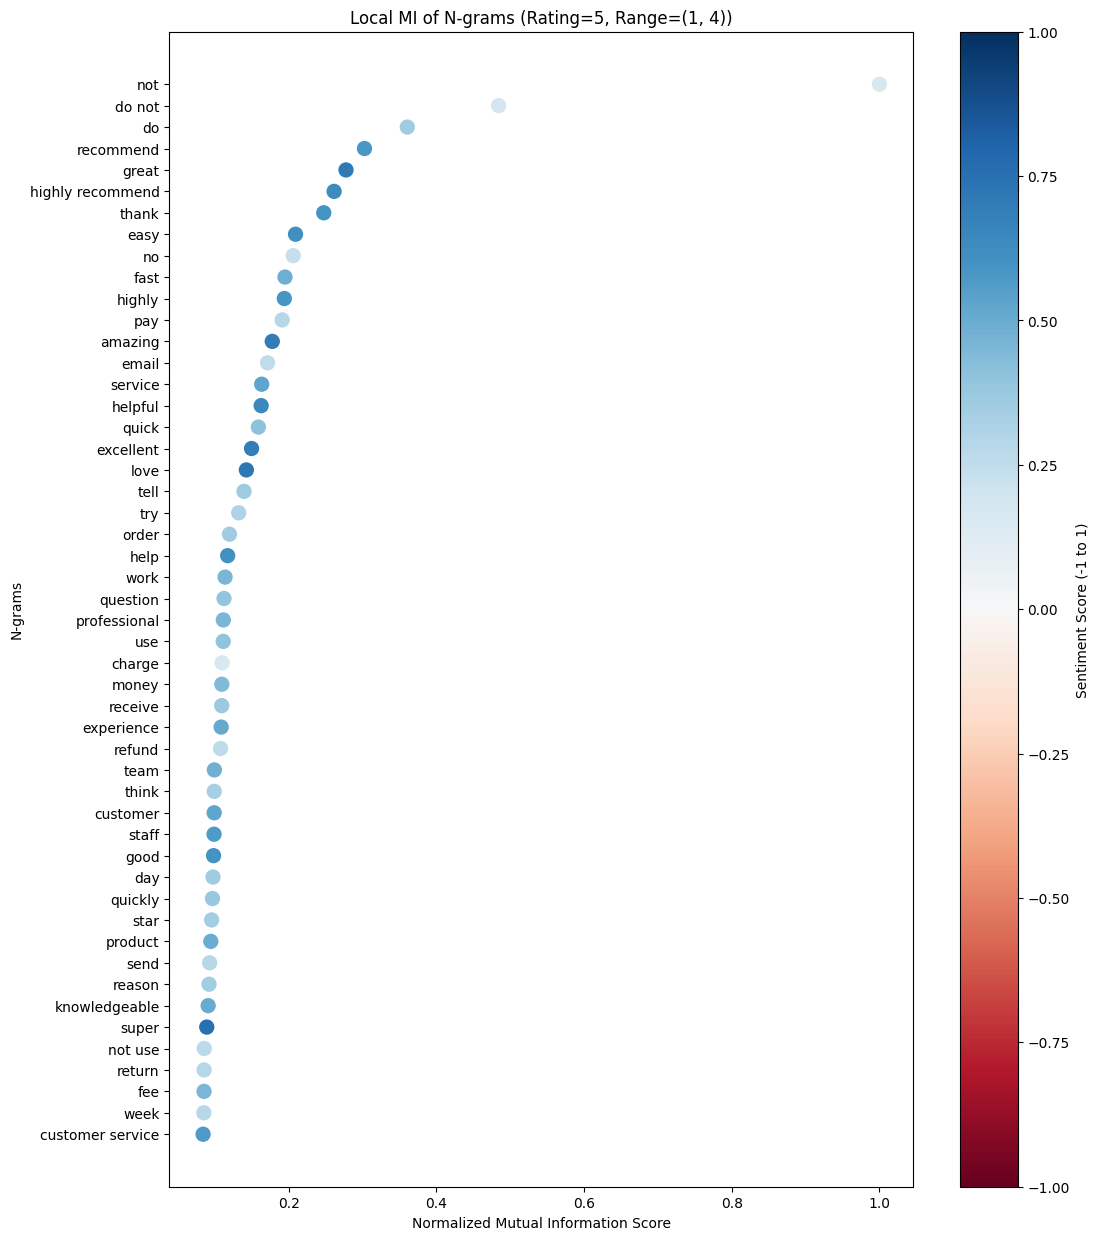 Local MI of N-grams (Rating=5, Range=(1, 4))
not
do not
do
recommend
great
highly recommend
thank
easy
no
fast
highly
pay
amazing
email
service
helpful
quick
excellent
love
tell
try
order
help
work
question
professional
use
charge
money
receive
experience
refund
team
think
customer
staff
good
day
quickly
star
product
send
reason
knowledgeable
super
not use
return
fee
week
customer service
N-grams
0.2
0.4
0.6
0.8
1.0
Normalized Mutual Information Score
1.00
0.75
0.50
0.25
0.00
−0.25
−0.50
−0.75
−1.00
Sentiment Score (-1 to 1)